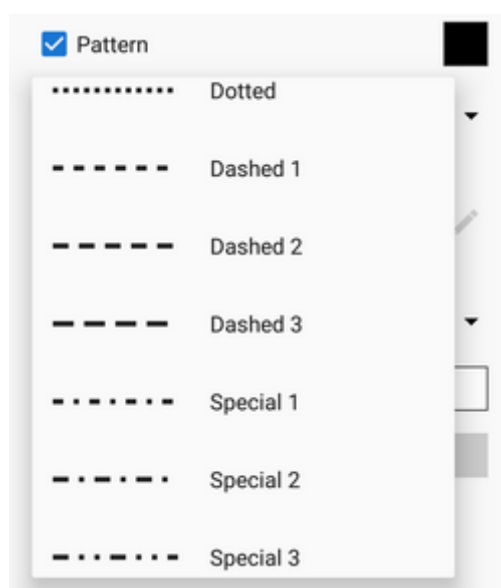 Pattern
Dotted
Dashed 1
Dashed 2
Dashed 3
Special 1
Special 2
Special 3